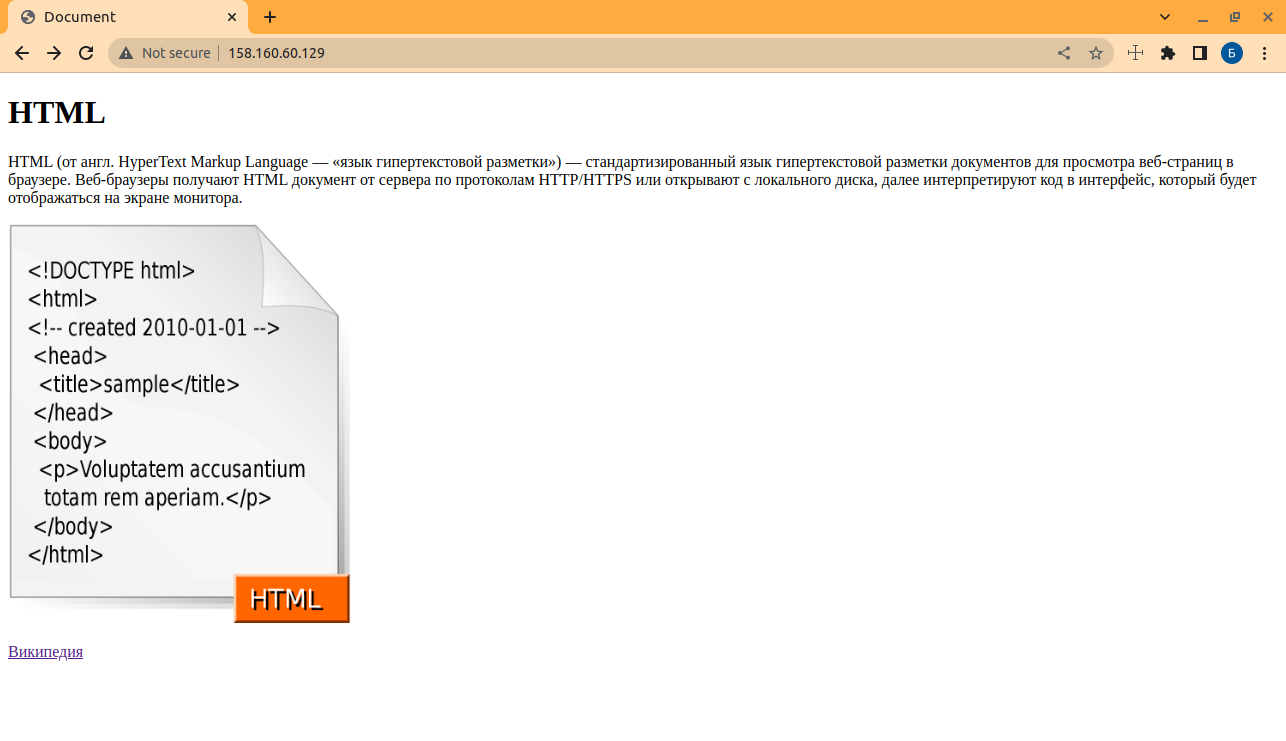 Document
Not secure 158.160.60.129
Б
HTML
HTML (от англ. HyperText Markup Language — «язык гипертекстовой разметки») — стандартизированный язык гипертекстовой разметки документов для просмотра веб-страниц в
браузере. Веб-браузеры получают HTML документ от сервера по протоколам HTTP/HTTPS или открывают с локального диска, далее интерпретируют код в интерфейс, который будет
отображаться на экране монитора.
<!DOCTYPE html>
<html>
<!-- created 2010-01-01 -->
<head>
<title>sample</title>
</head>
<body>
<p>Voluptatem accusantium
totam rem aperiam.</p>
</body>
</html>
HTML
Википедия